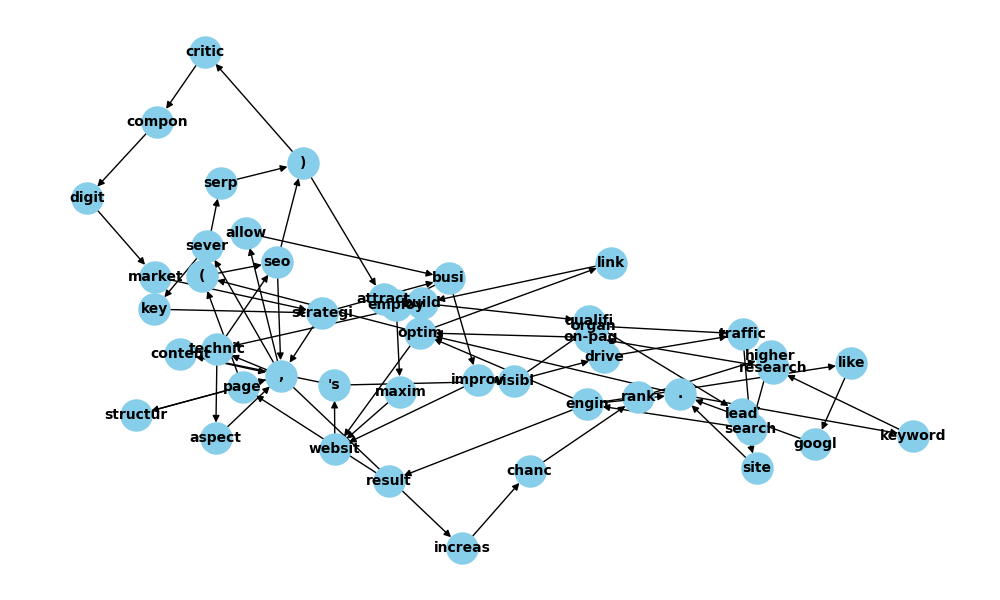 critic
compon
)
serp
digit
allow
sever
seo
link
market
(
busi
attract
employ
build
key
strategi
qualifi
organ
on-pag
optim
traffic
content
technic
drive
higher
research
like
,
's
page
maxim
improv
visibl
engin
rank
.
structur
aspect
lead
search
websit
googl
keyword
result
chanc
site
increas